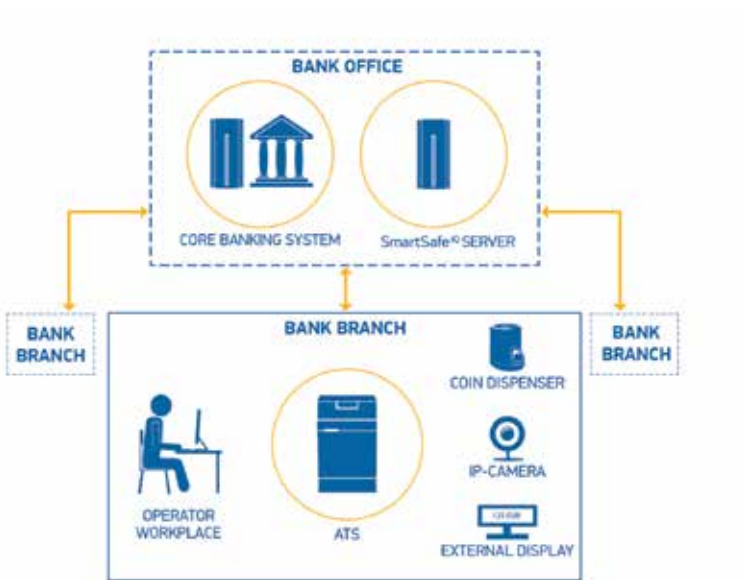 BANK OFFICE
CORE BANKING SYSTEM
SmartSafeiQ SERVER
BANK
BRANCH
BANK BRANCH
BANK
BRANCH
COIN DISPENSER
IP-CAMERA
OPERATOR
WORKPLACE
ATS
EXTERNAL DISPLAY